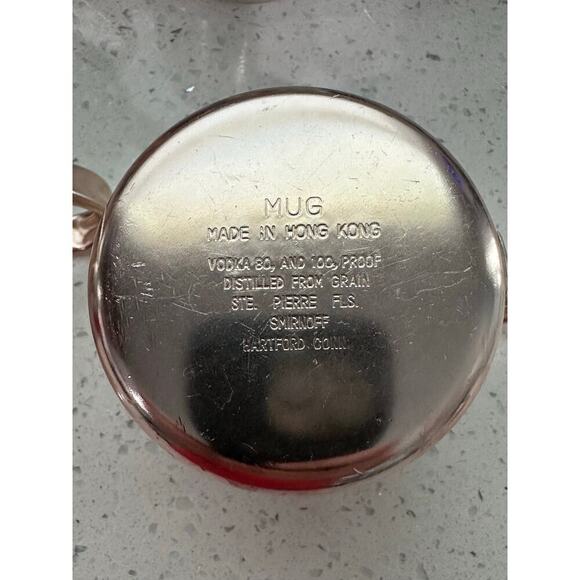 MUG
MADE IN HONG KONG
VODKA 80, AND 100, PROOF
DISTILLED FROM GRAIN
STE. PIERRE FLS.
SMIRNOFF
HARTFORD. CONN